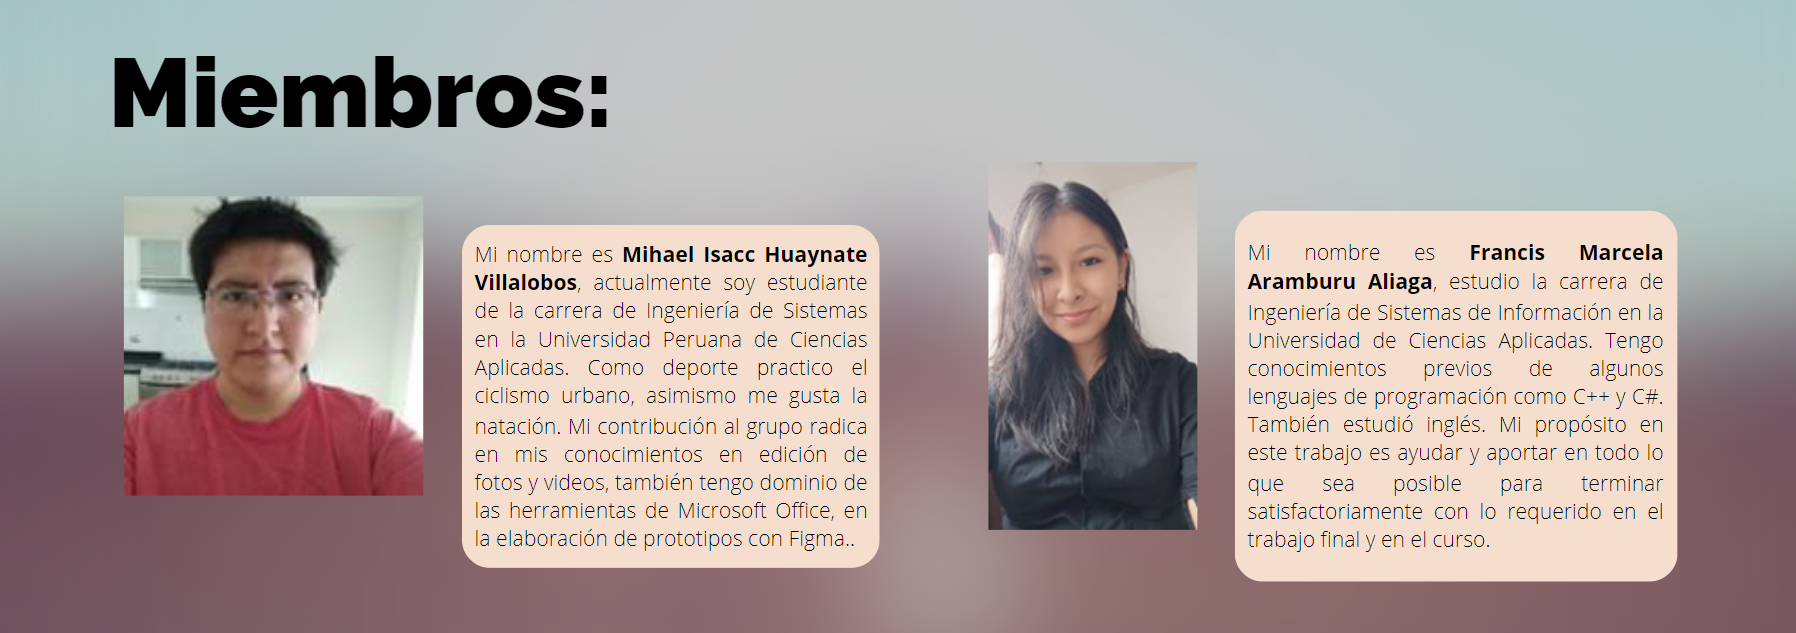 Miembros:
Mi nombre es Mihael Isacc Huaynate
Villalobos, actualmente soy estudiante
de la carrera de Ingeniería de Sistemas
en la Universidad Peruana de Ciencias
Aplicadas. Como deporte practico el
ciclismo urbano, asimismo me gusta la
natación. Mi contribución al grupo radica
en mis conocimientos en edición de
fotos y videos, también tengo dominio de
las herramientas de Microsoft Office, en
la elaboración de prototipos con Figma..
Mi nombre es Francis Marcela
Aramburu Aliaga, estudio la carrera de
Ingeniería de Sistemas de Información en la
Universidad de Ciencias Aplicadas. Tengo
conocimientos previos de algunos
lenguajes de programación como C++ y C#.
También estudió inglés. Mi propósito en
este trabajo es ayudar y aportar en todo lo
que sea posible para terminar
satisfactoriamente con lo requerido en el
trabajo final y en el curso.